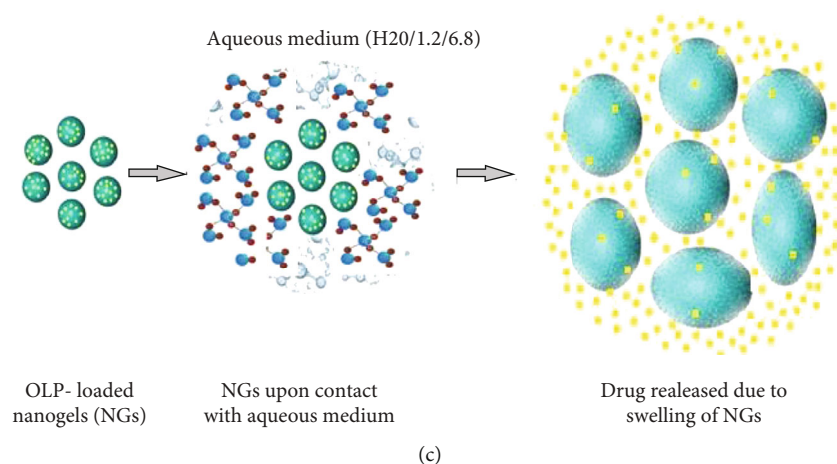 Aqueous medium (H20/1.2/6.8)
OLP- loaded
nanogels (NGs)
NGs upon contact
with aqueous medium
Drug realeased due to
swelling of NGs
(c)